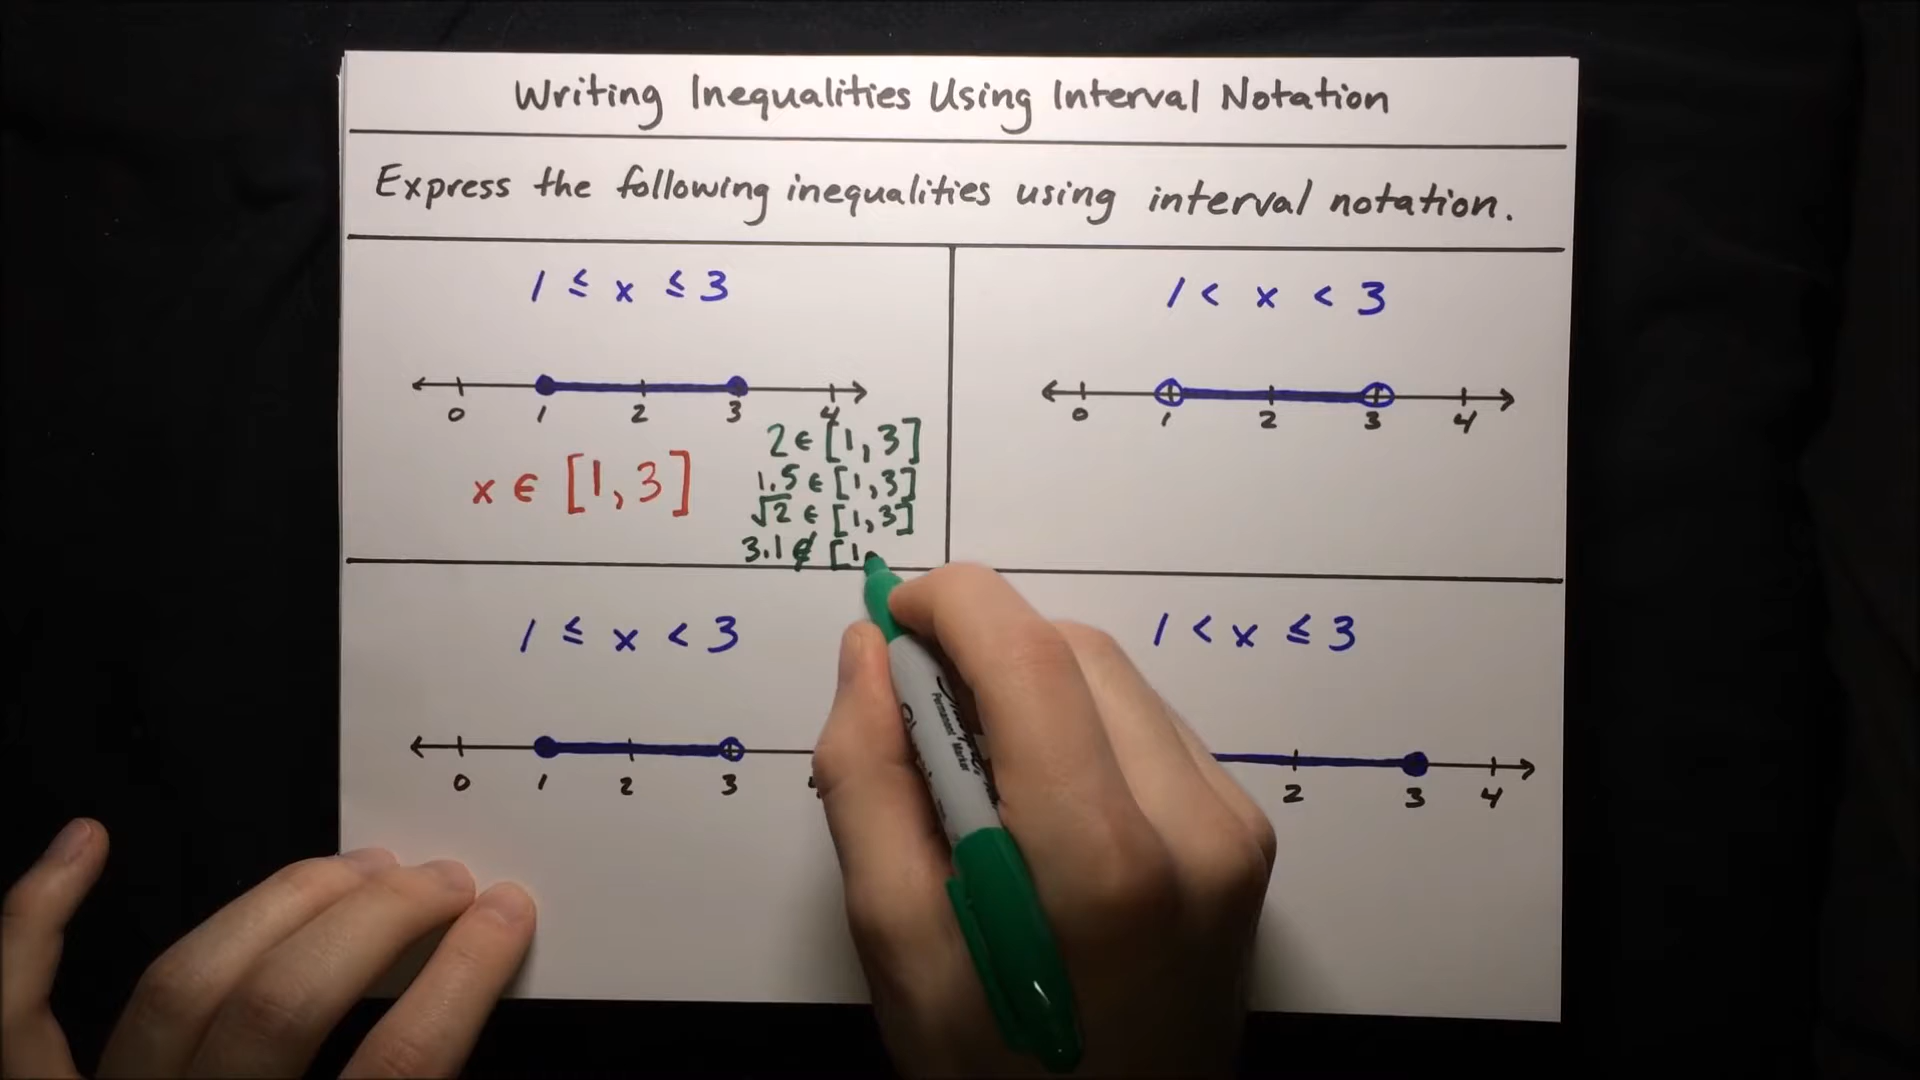 Writing Inequalities Using Interval Notation
Express the following inequalities using interval notation.
1 ≤ x ≤ 3
0 1 2 3 4
x ∈ [1,3]
2 ∈ [1,3]
1.5 ∈ [1,3]
√2 ∈ [1,3]
3.1 ∉ [1,
1 < x < 3
0 1 2 3 4
1 ≤ x < 3
0 1 2 3
1 < x ≤ 3
2 3 4
Permanent Marker